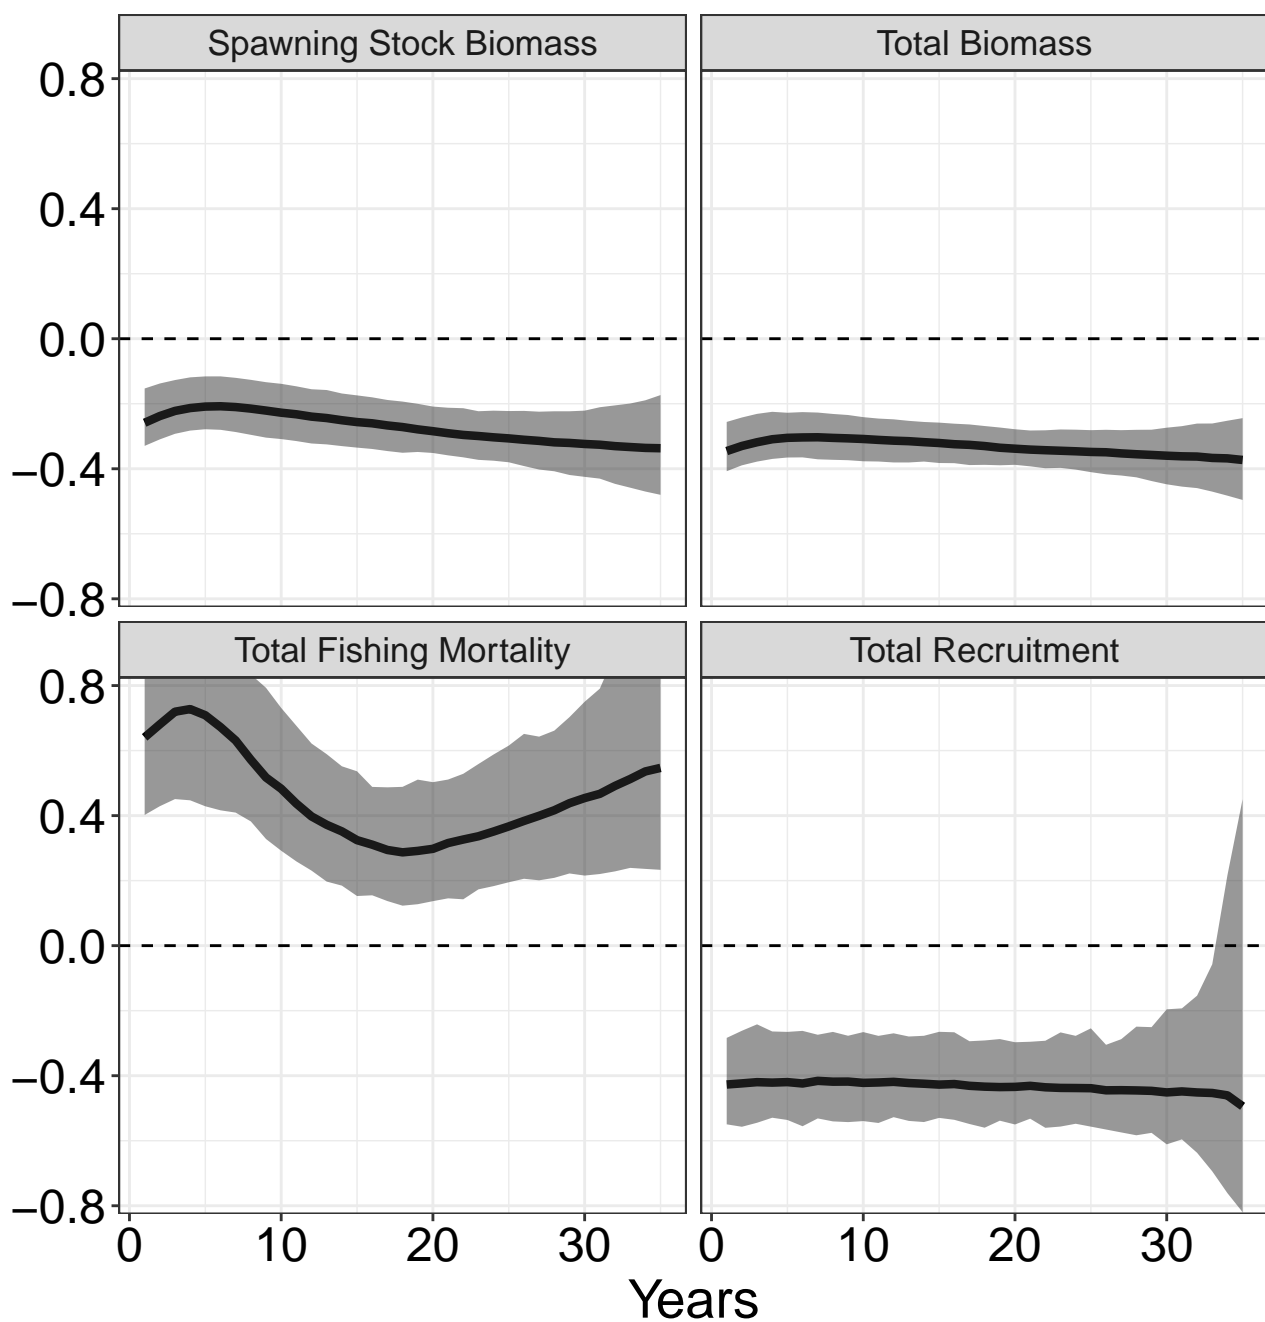 Spawning Stock Biomass
Total Biomass
0.8
0.4
0.0
−0.4
−0.8
Total Fishing Mortality
Total Recruitment
0.8
0.4
0.0
−0.4
−0.8
0 10 20 30
0 10 20 30
Years